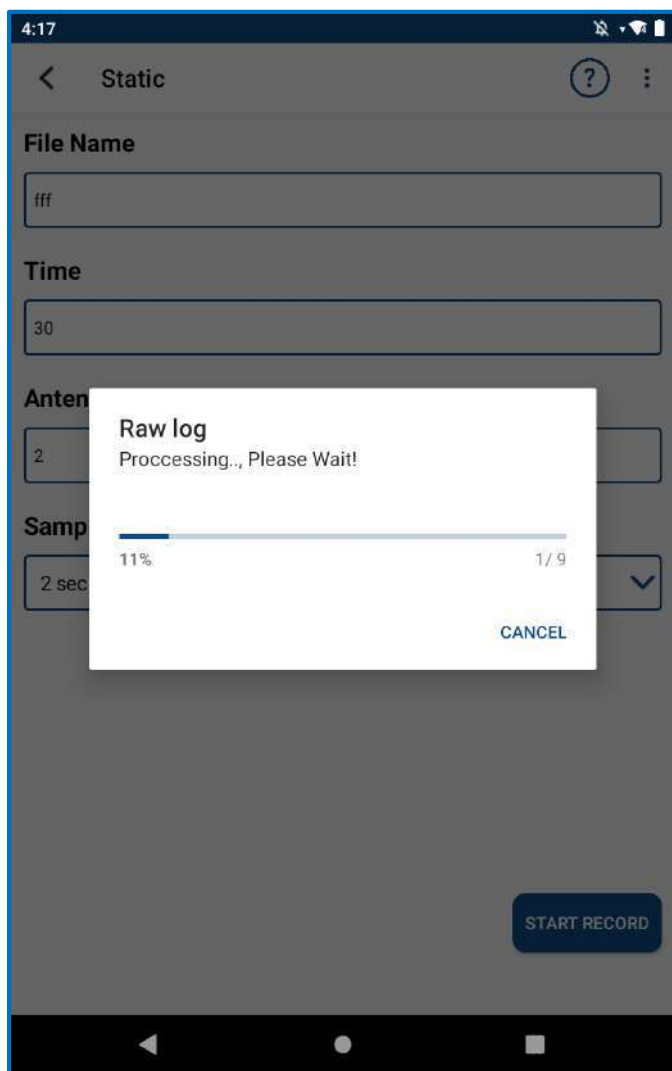 4:17
Static
?
File Name
fff
Time
30
Anten
2
Samp
2 sec
Raw log
Proccessing.., Please Wait!
11%
1/ 9
CANCEL
START RECORD